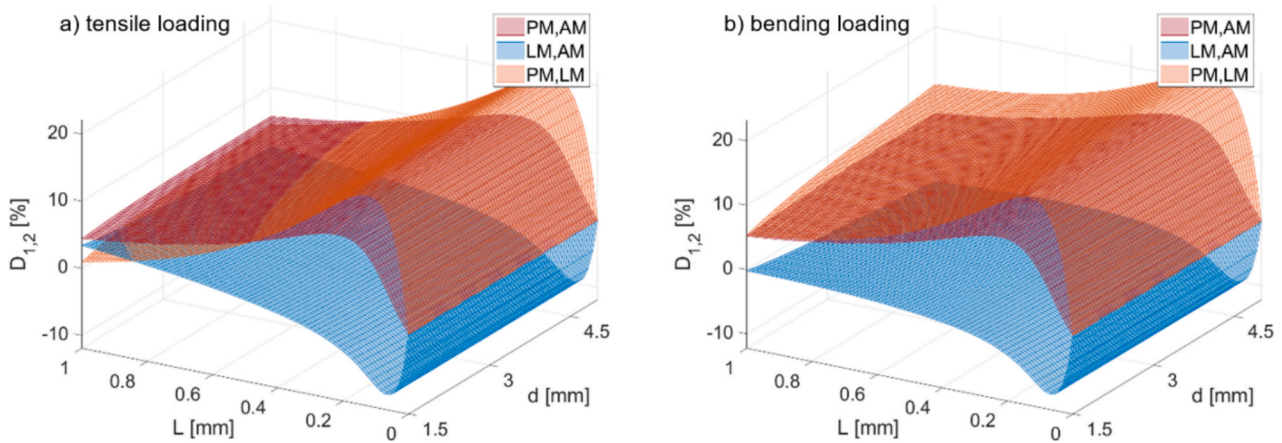 a) tensile loading
PM,AM
LM,AM
PM,LM
20
10
0
-10
D1,2 [%]
1
0.8
0.6
0.4
0.2
0
L [mm]
1.5
3
4.5
d [mm]
b) bending loading
PM,AM
LM,AM
PM,LM
20
10
0
-10
D1,2 [%]
1
0.8
0.6
0.4
0.2
0
L [mm]
1.5
3
4.5
d [mm]